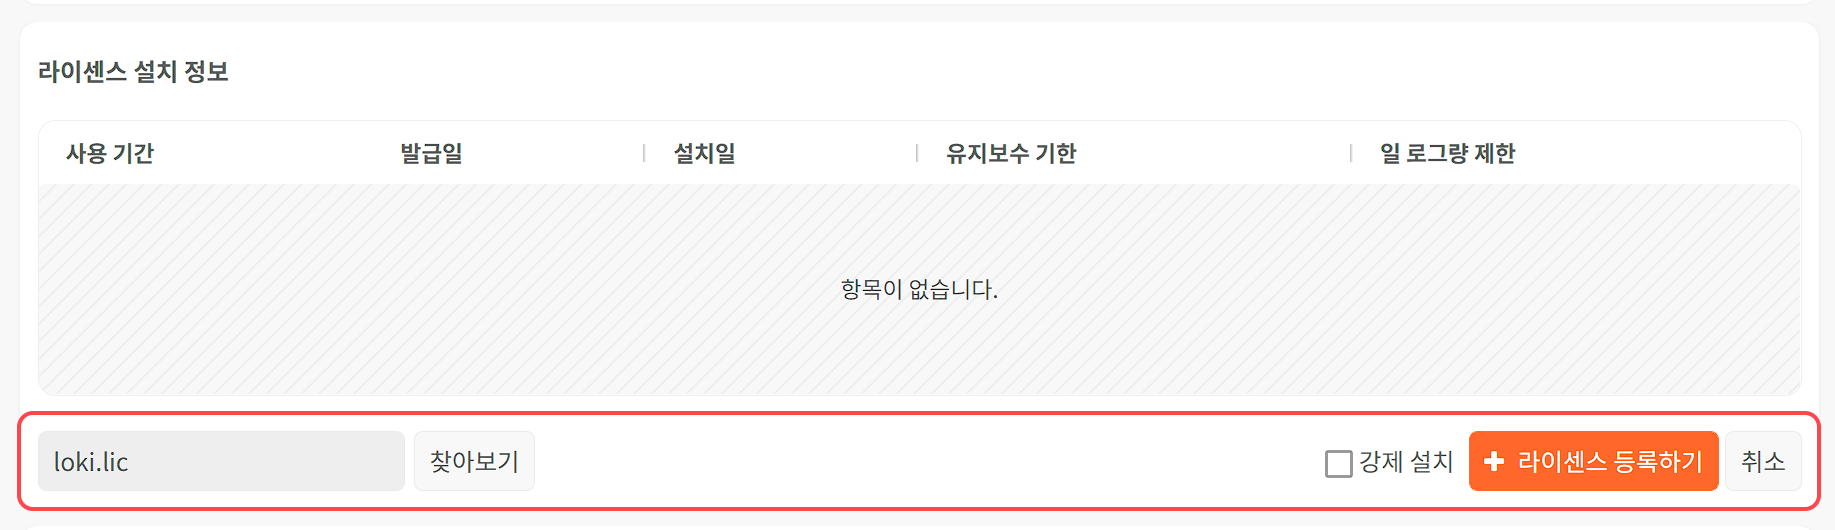 라이센스 설치 정보
사용 기간 발급일 설치일 유지보수 기한 일 로그량 제한
항목이 없습니다.
loki.lic 찾아보기 강제 설치 + 라이센스 등록하기 취소